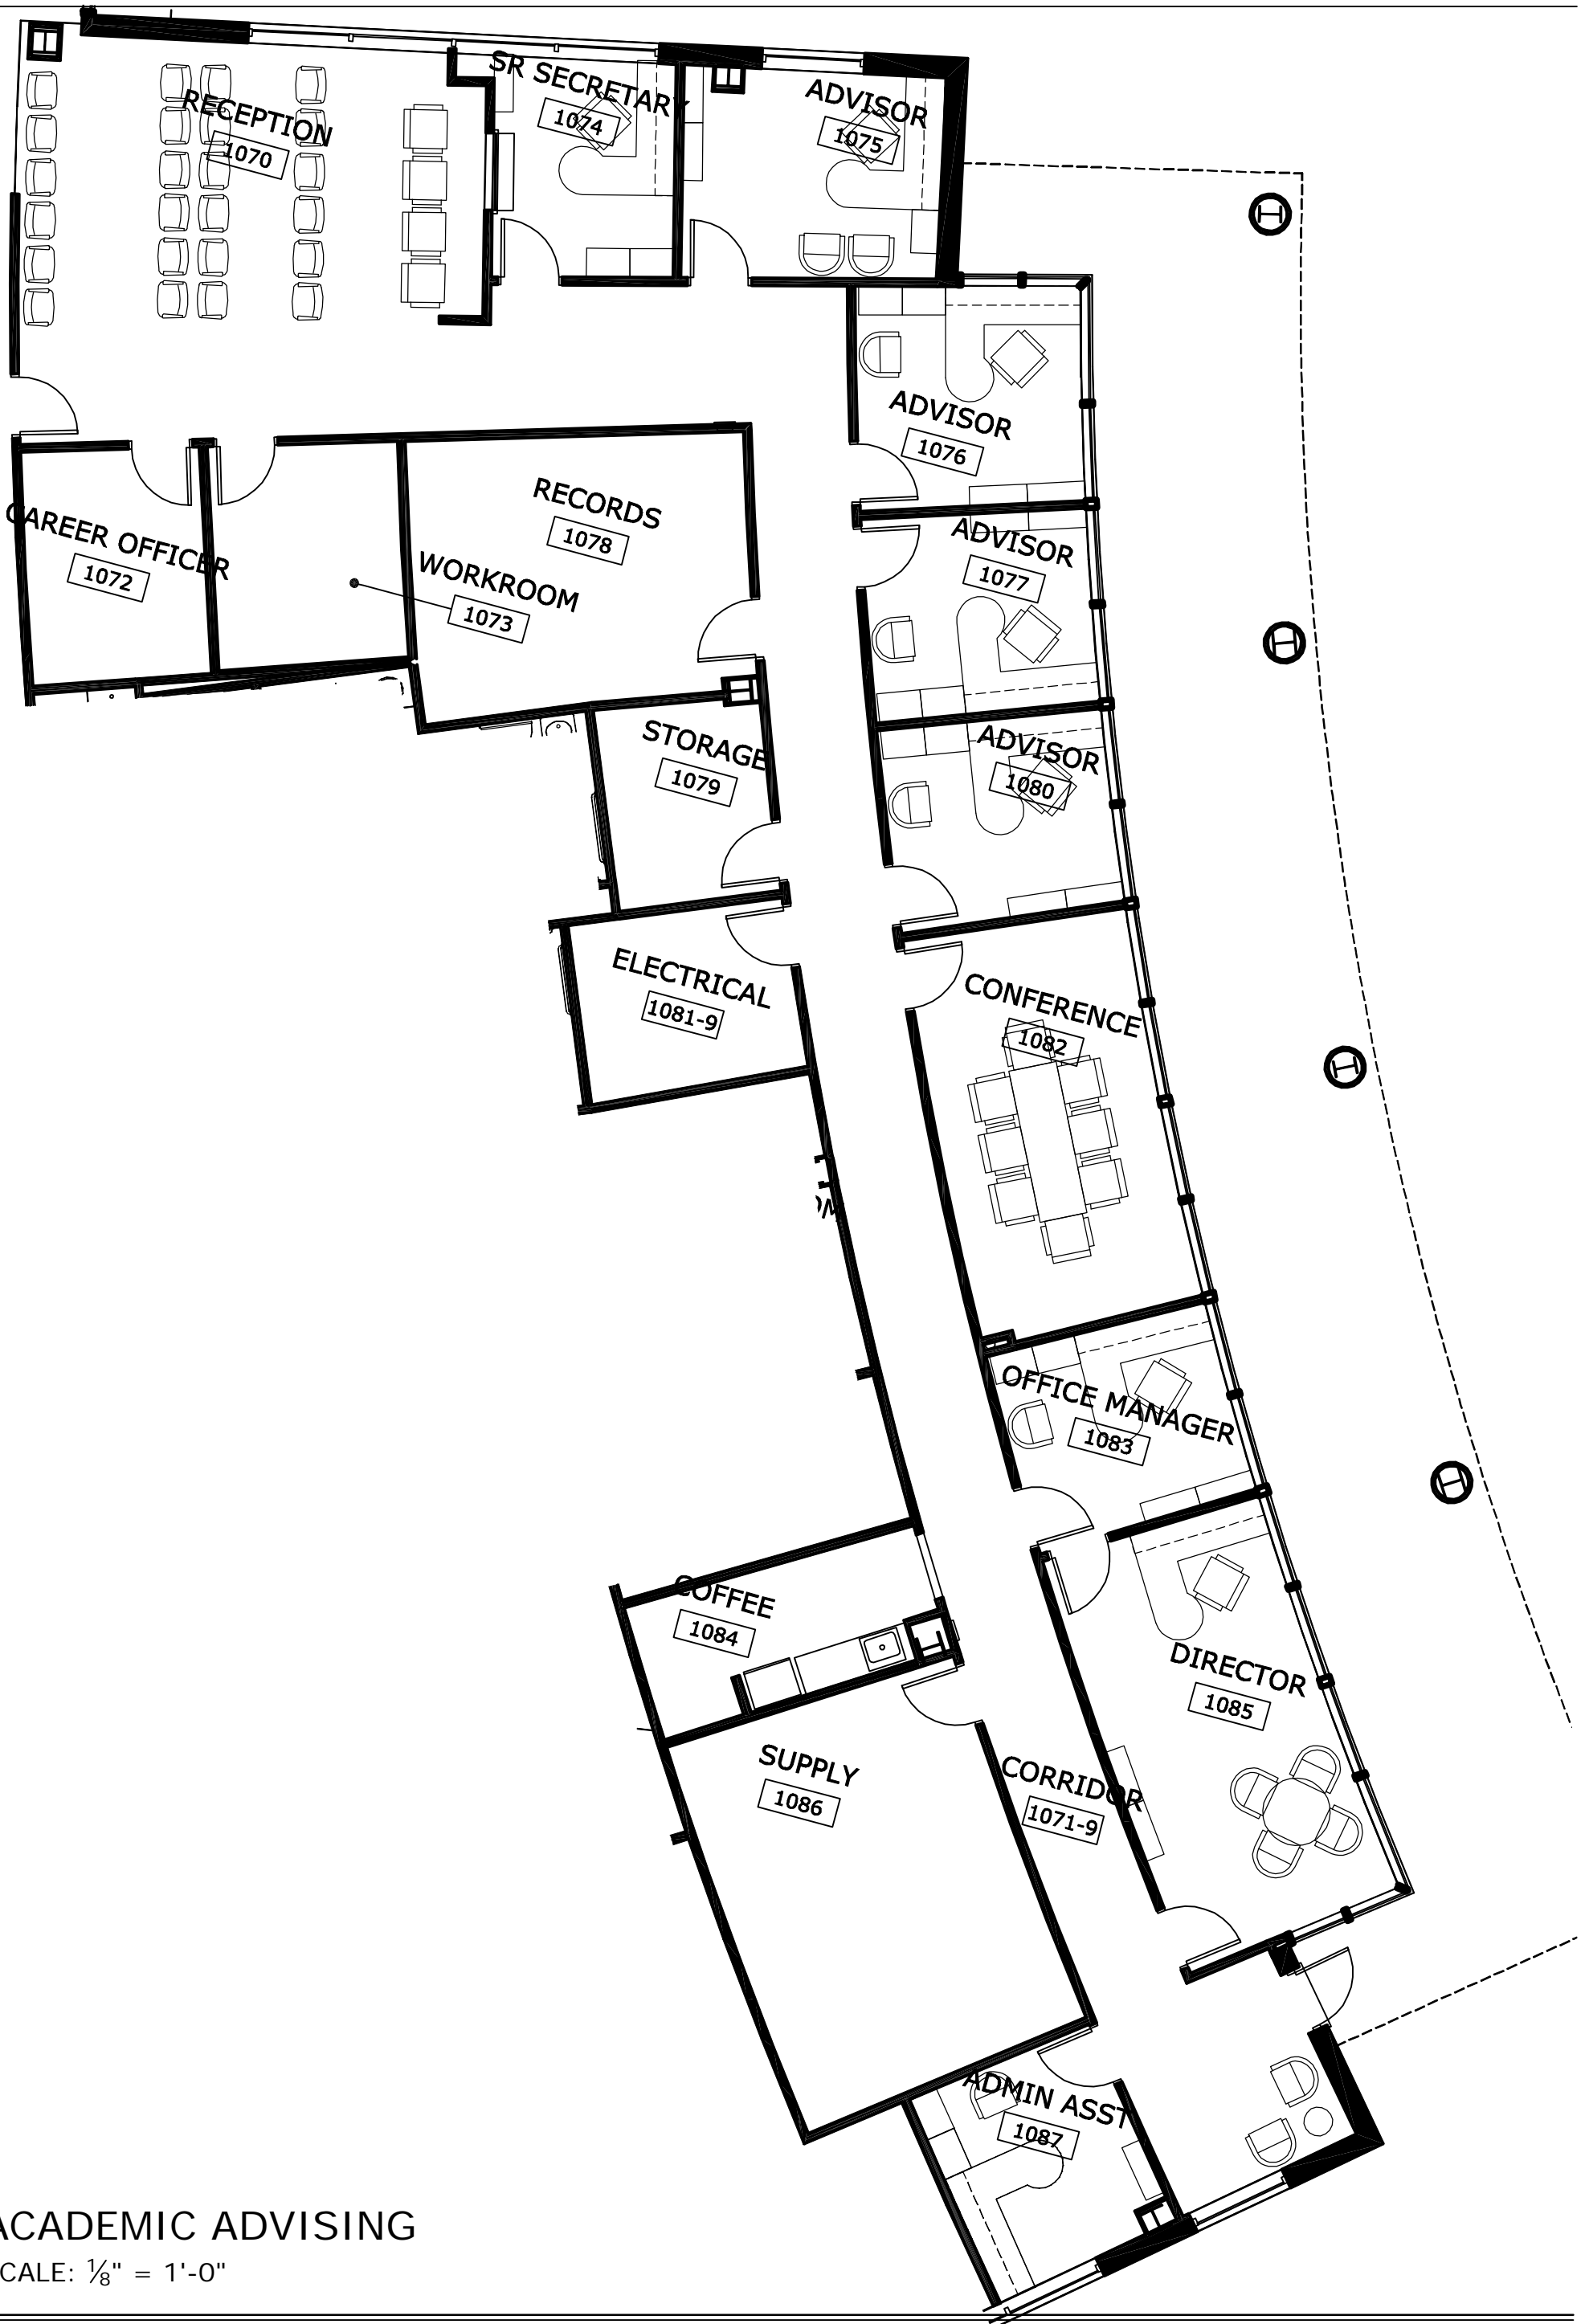 SR SECRETARY
1074
ADVISOR
1075
RECEPTION
1070
ADVISOR
1076
RECORDS
1078
CAREER OFFICER
1072
WORKROOM
1073
ADVISOR
1077
STORAGE
1079
ADVISOR
1080
ELECTRICAL
1081-9
CONFERENCE
1082
OFFICE MANAGER
1083
COFFEE
1084
DIRECTOR
1085
SUPPLY
1086
CORRIDOR
1071-9
ADMIN ASST
1087
ACADEMIC ADVISING
CALE: ⅛" = 1'-0"